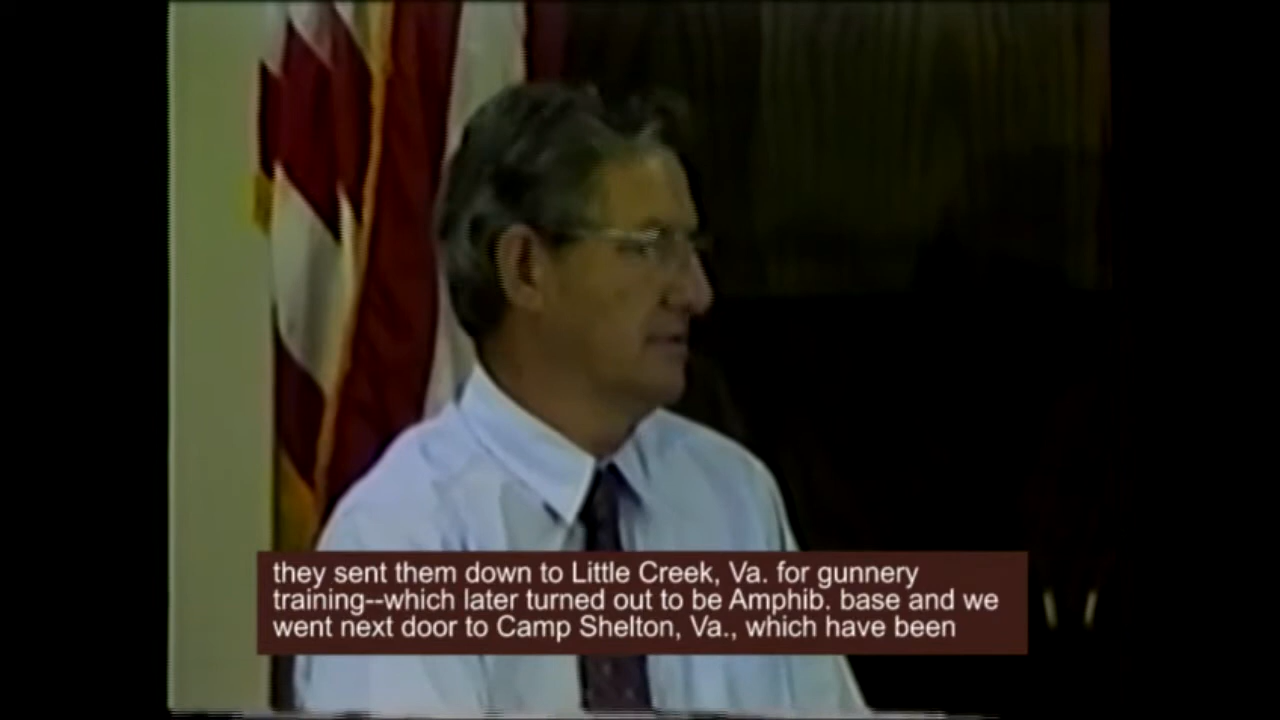 they sent them down to Little Creek, Va. for gunnery
training--which later turned out to be Amphib. base and we
went next door to Camp Shelton, Va., which have been